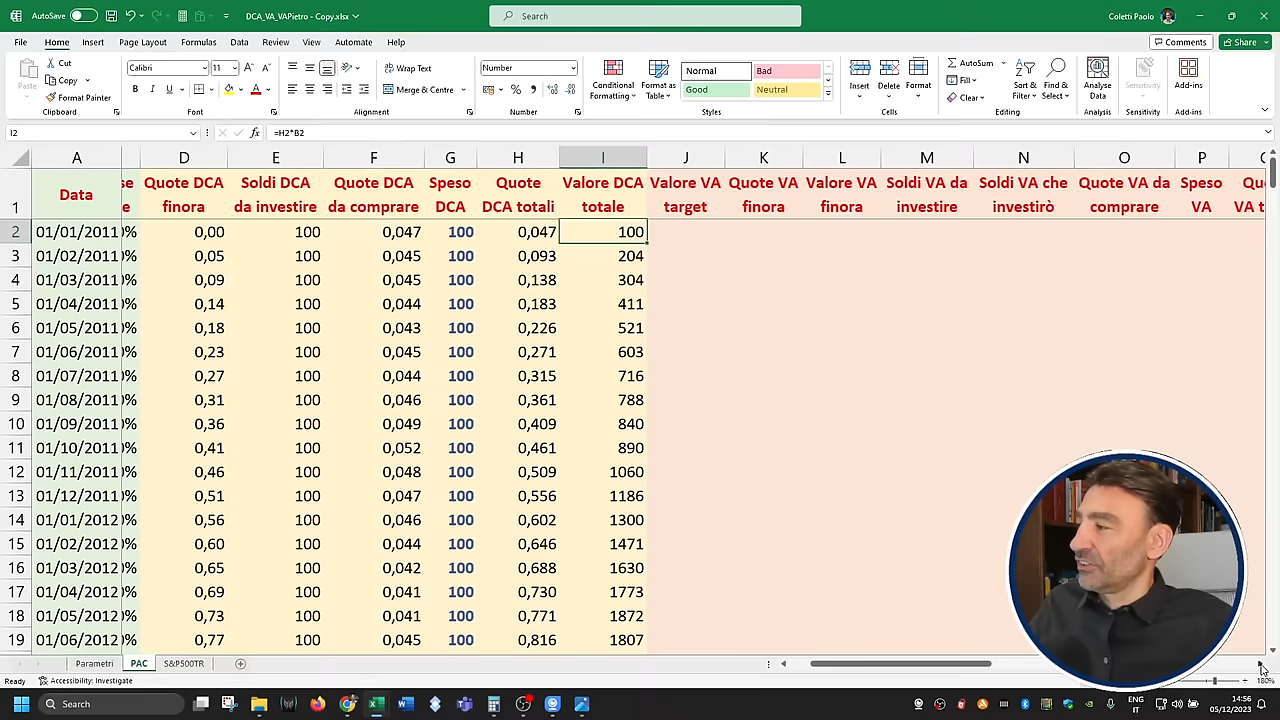 AutoSave
DCA_VA_VAPietro - Copy.xlsx
Search
Coletti Paolo
File Home Insert Page Layout Formulas Data Review View Automate Help
Comments Share
Paste Cut Copy Format Painter Clipboard
Calibri 11 B I U A Font
Wrap Text Merge & Centre Alignment
Number % Number
Conditional Formatting Format as Table Normal Bad Good Neutral Styles
Insert Delete Format Cells
AutoSum Fill Clear Sort & Filter Find & Select Editing
Analyse Data Analysis
Sensitivity Sensitivity
Add-ins Add-ins
I2 fx =H2*B2
A D E F G H I J K L M N O P
1 Data Quote DCA finora Soldi DCA da investire Quote DCA da comprare Speso DCA Quote DCA totali Valore DCA totale Valore VA target Quote VA finora Valore VA finora Soldi VA da investire Soldi VA che investirò Quote VA da comprare Speso VA
2 01/01/2011 0,00 100 0,047 100 0,047 100
3 01/02/2011 0,05 100 0,045 100 0,093 204
4 01/03/2011 0,09 100 0,045 100 0,138 304
5 01/04/2011 0,14 100 0,044 100 0,183 411
6 01/05/2011 0,18 100 0,043 100 0,226 521
7 01/06/2011 0,23 100 0,045 100 0,271 603
8 01/07/2011 0,27 100 0,044 100 0,315 716
9 01/08/2011 0,31 100 0,046 100 0,361 788
10 01/09/2011 0,36 100 0,049 100 0,409 840
11 01/10/2011 0,41 100 0,052 100 0,461 890
12 01/11/2011 0,46 100 0,048 100 0,509 1060
13 01/12/2011 0,51 100 0,047 100 0,556 1186
14 01/01/2012 0,56 100 0,046 100 0,602 1300
15 01/02/2012 0,60 100 0,044 100 0,646 1471
16 01/03/2012 0,65 100 0,042 100 0,688 1630
17 01/04/2012 0,69 100 0,041 100 0,730 1773
18 01/05/2012 0,73 100 0,041 100 0,771 1872
19 01/06/2012 0,77 100 0,045 100 0,816 1807
Parametri PAC S&P500TR
Ready Accessibility: Investigate 180%
Search
ENG IT
14:56
05/12/2023